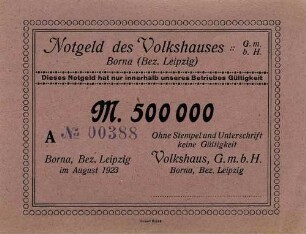 Notgeld des Volkshauses :: G. m. b. H.
Borna (Bez. Leipzig)
Dieses Notgeld hat nur innerhalb unseres Betriebes Gültigkeit
M. 500 000
A № 00388
Ohne Stempel und Unterschrift
keine Gültigkeit
Borna, Bez. Leipzig
im August 1923
Volkshaus, G. m. b. H.
Borna, Bez. Leipzig